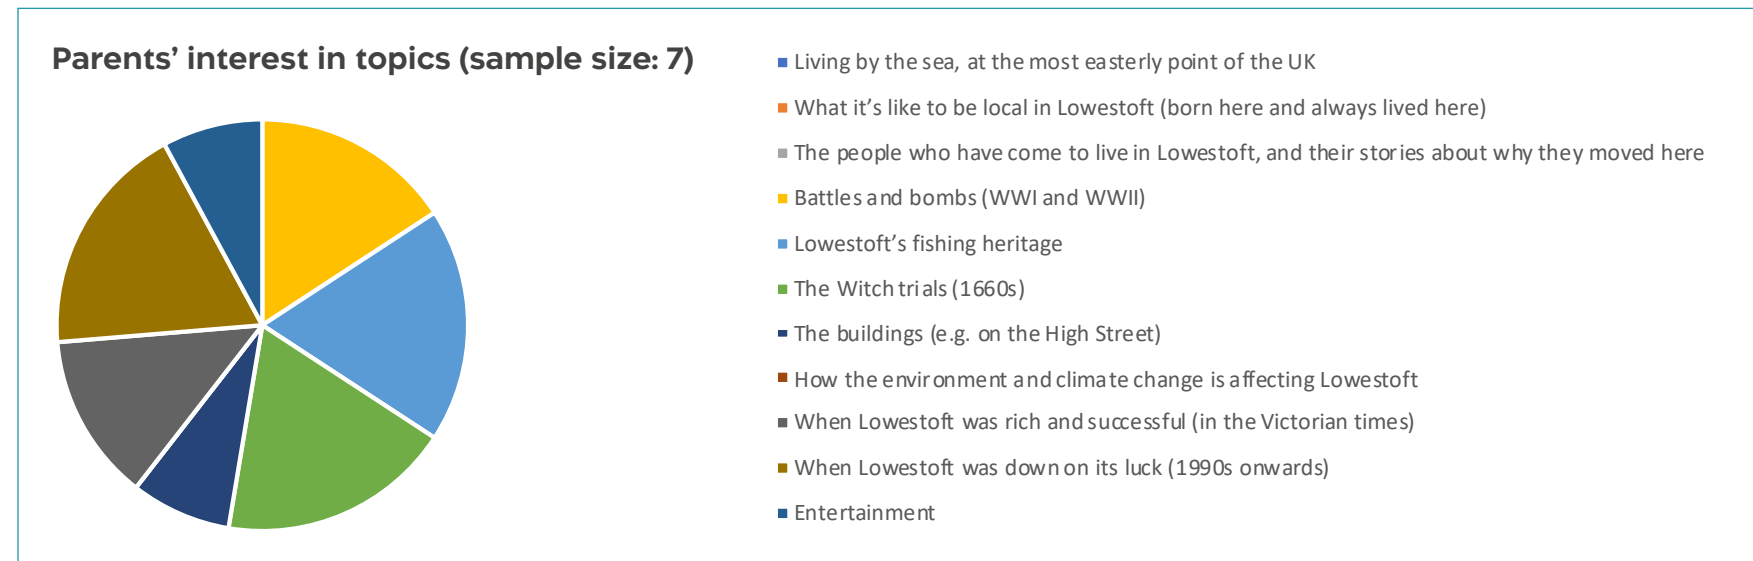 Parents’ interest in topics (sample size: 7)
Living by the sea, at the most easterly point of the UK
What it’s like to be local in Lowestoft (born here and always lived here)
The people who have come to live in Lowestoft, and their stories about why they moved here
Battles and bombs (WWI and WWII)
Lowestoft’s fishing heritage
The Witch trials (1660s)
The buildings (e.g. on the High Street)
How the environment and climate change is affecting Lowestoft
When Lowestoft was rich and successful (in the Victorian times)
When Lowestoft was down on its luck (1990s onwards)
Entertainment